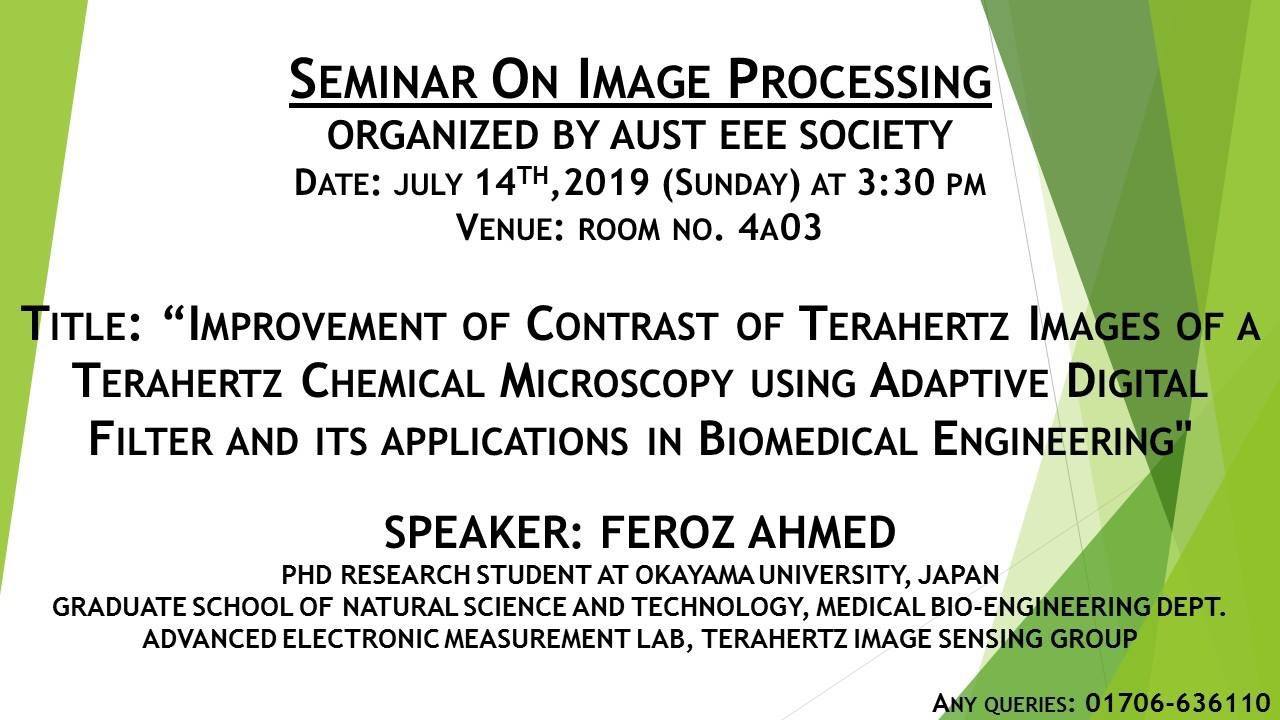 Seminar On Image Processing
ORGANIZED BY AUST EEE SOCIETY
Date: july 14TH,2019 (Sunday) at 3:30 pm
Venue: room no. 4a03
Title: “Improvement of Contrast of Terahertz Images of a
Terahertz Chemical Microscopy using Adaptive Digital
Filter and its applications in Biomedical Engineering"
SPEAKER: FEROZ AHMED
PHD RESEARCH STUDENT AT OKAYAMA UNIVERSITY, JAPAN
GRADUATE SCHOOL OF NATURAL SCIENCE AND TECHNOLOGY, MEDICAL BIO-ENGINEERING DEPT.
ADVANCED ELECTRONIC MEASUREMENT LAB, TERAHERTZ IMAGE SENSING GROUP
Any queries: 01706-636110